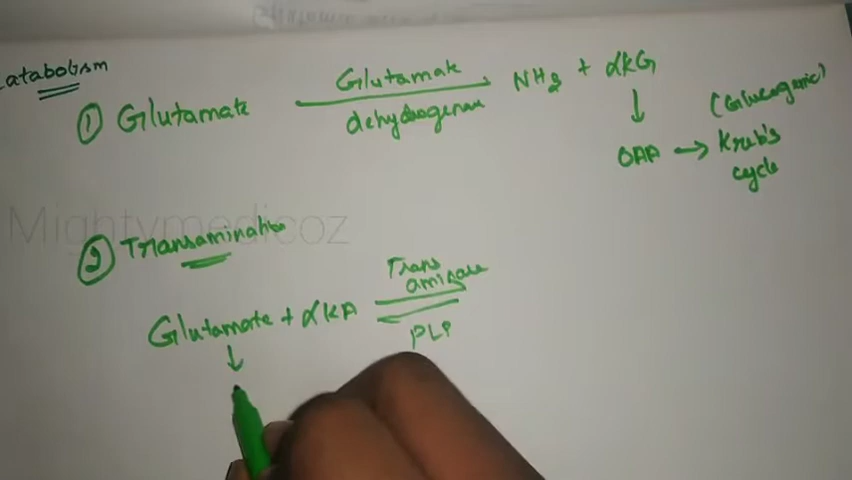 Catabolism
① Glutamate Glutamate dehydrogenase NH3 + αKG
↓ (Glucogenic)
OAA → Kreb's cycle
Mightymedicoz
② Transamination
Glutamate + αKA Trans aminase PLP
↓